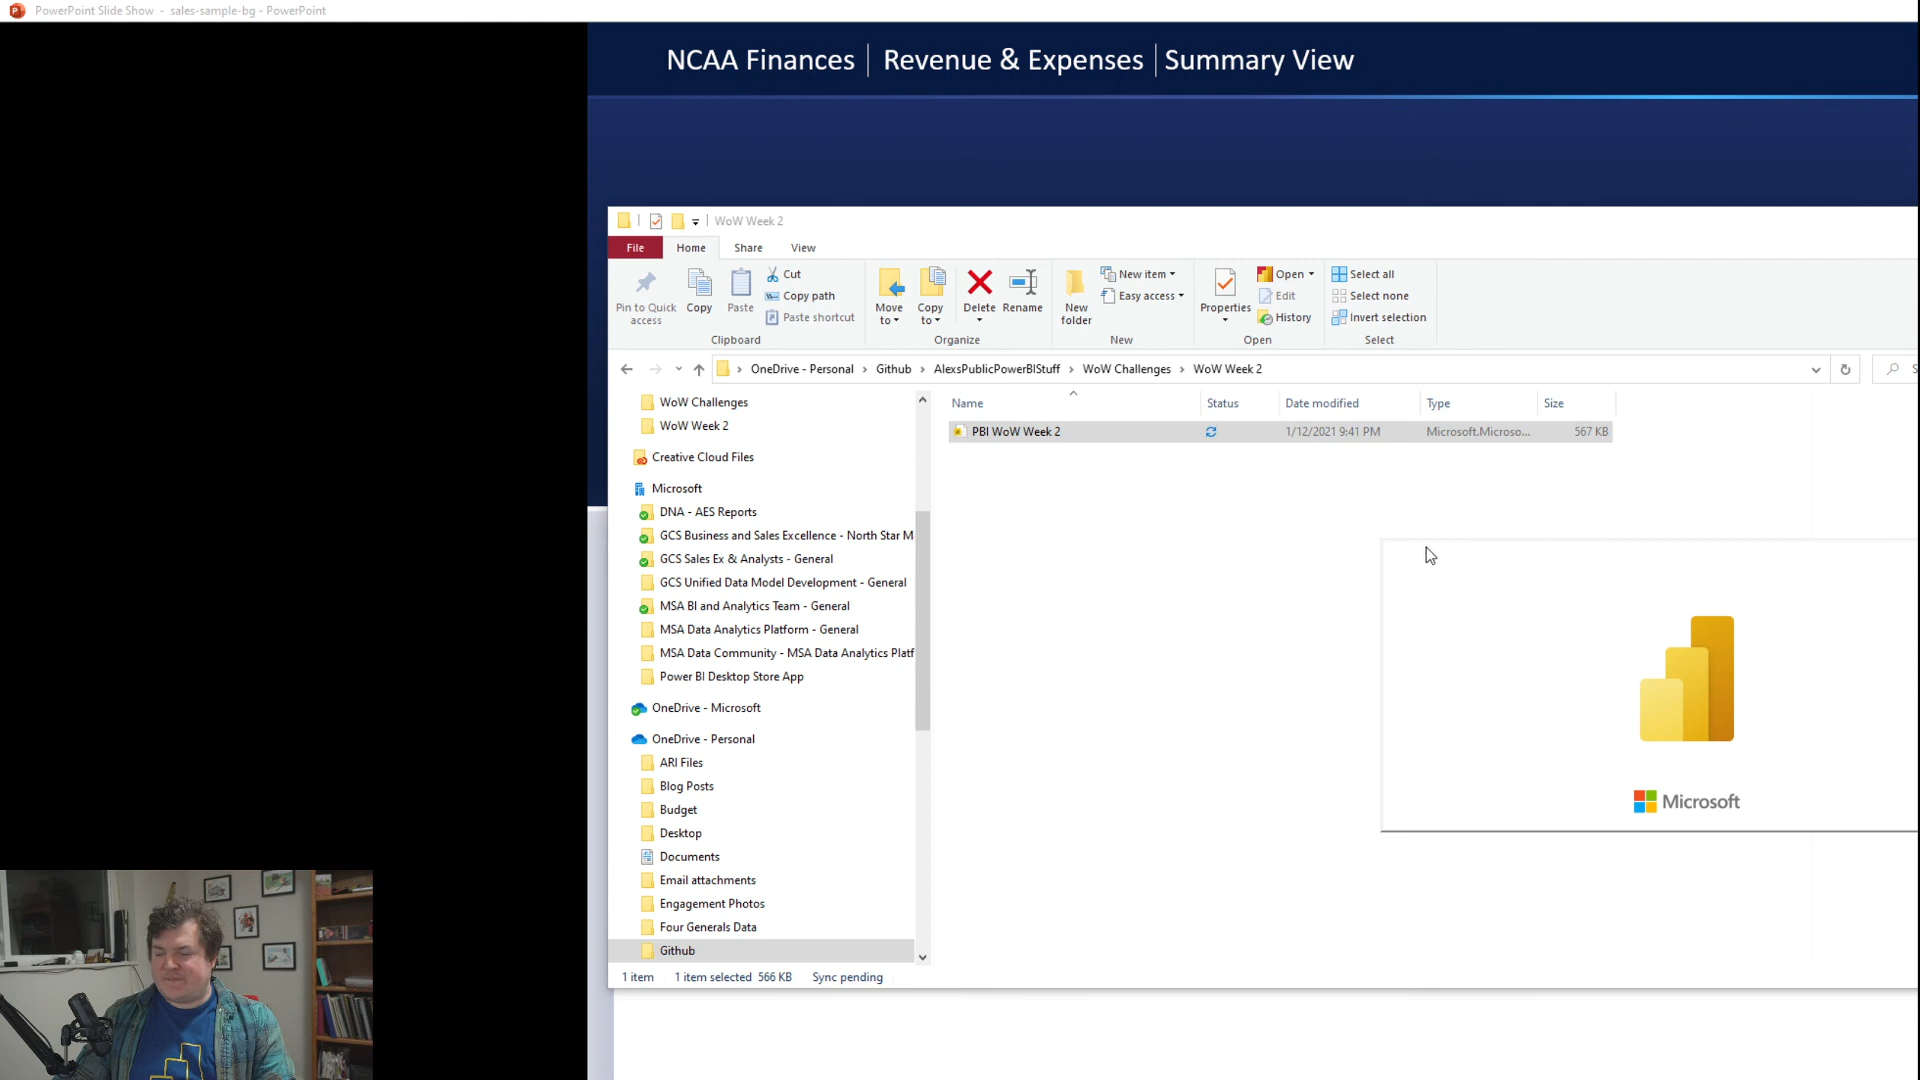 PowerPoint Slide Show - sales-sample-bg - PowerPoint
NCAA Finances | Revenue & Expenses | Summary View
WoW Week 2
File Home Share View
Pin to Quick access
Copy
Paste
Cut
Copy path
Paste shortcut
Move to
Copy to
Delete
Rename
New folder
New item
Easy access
Properties
Open
Edit
History
Select all
Select none
Invert selection
Clipboard Organize New Open Select
OneDrive - Personal > Github > AlexsPublicPowerBIStuff > WoW Challenges > WoW Week 2
Name Status Date modified Type Size
PBI WoW Week 2 1/12/2021 9:41 PM Microsoft.Microso... 567 KB
WoW Challenges
WoW Week 2
Creative Cloud Files
Microsoft
DNA - AES Reports
GCS Business and Sales Excellence - North Star M
GCS Sales Ex & Analysts - General
GCS Unified Data Model Development - General
MSA BI and Analytics Team - General
MSA Data Analytics Platform - General
MSA Data Community - MSA Data Analytics Platf
Power BI Desktop Store App
OneDrive - Microsoft
OneDrive - Personal
ARI Files
Blog Posts
Budget
Desktop
Documents
Email attachments
Engagement Photos
Four Generals Data
Github
Microsoft
1 item 1 item selected 566 KB Sync pending